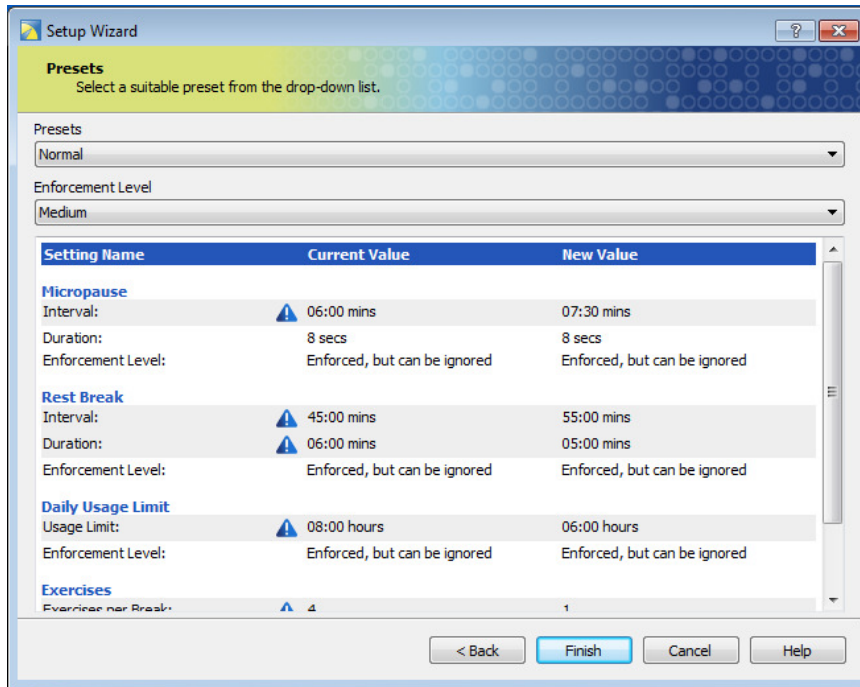 Setup Wizard
Presets
Select a suitable preset from the drop-down list.
Presets
Normal
Enforcement Level
Medium
Setting Name Current Value New Value
Micropause
Interval: 06:00 mins 07:30 mins
Duration: 8 secs 8 secs
Enforcement Level: Enforced, but can be ignored Enforced, but can be ignored
Rest Break
Interval: 45:00 mins 55:00 mins
Duration: 06:00 mins 05:00 mins
Enforcement Level: Enforced, but can be ignored Enforced, but can be ignored
Daily Usage Limit
Usage Limit: 08:00 hours 06:00 hours
Enforcement Level: Enforced, but can be ignored Enforced, but can be ignored
Exercises
Exercises per Break: 4 1
< Back Finish Cancel Help